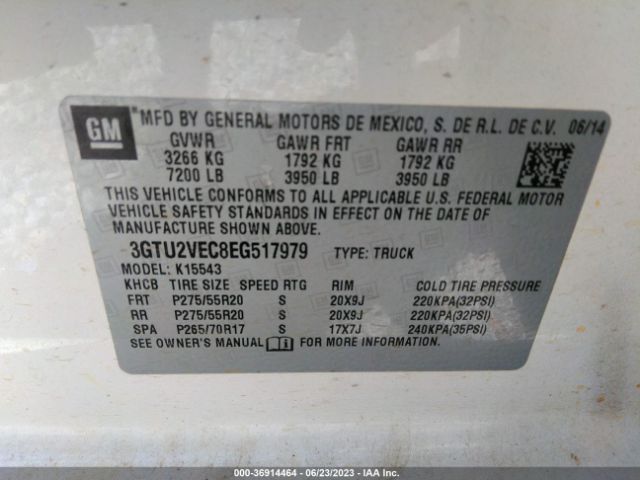 GM
*MFD BY GENERAL MOTORS DE MEXICO, S. DE R.L. DE C.V. 06/14
GVWR GAWR FRT GAWR RR
3266 KG 1792 KG 1792 KG
7200 LB 3950 LB 3950 LB
THIS VEHICLE CONFORMS TO ALL APPLICABLE U.S. FEDERAL MOTOR
VEHICLE SAFETY STANDARDS IN EFFECT ON THE DATE OF
MANUFACTURE SHOWN ABOVE.
3GTU2VEC8EG517979 TYPE: TRUCK
MODEL: K15543
KHCB TIRE SIZE SPEED RTG RIM COLD TIRE PRESSURE
FRT P275/55R20 S 20X9J 220KPA(32PSI)
RR P275/55R20 S 20X9J 220KPA(32PSI)
SPA P265/70R17 S 17X7J 240KPA(35PSI)
SEE OWNER'S MANUAL FOR MORE INFORMATION
000-36914464 - 06/23/2023 - IAA Inc.